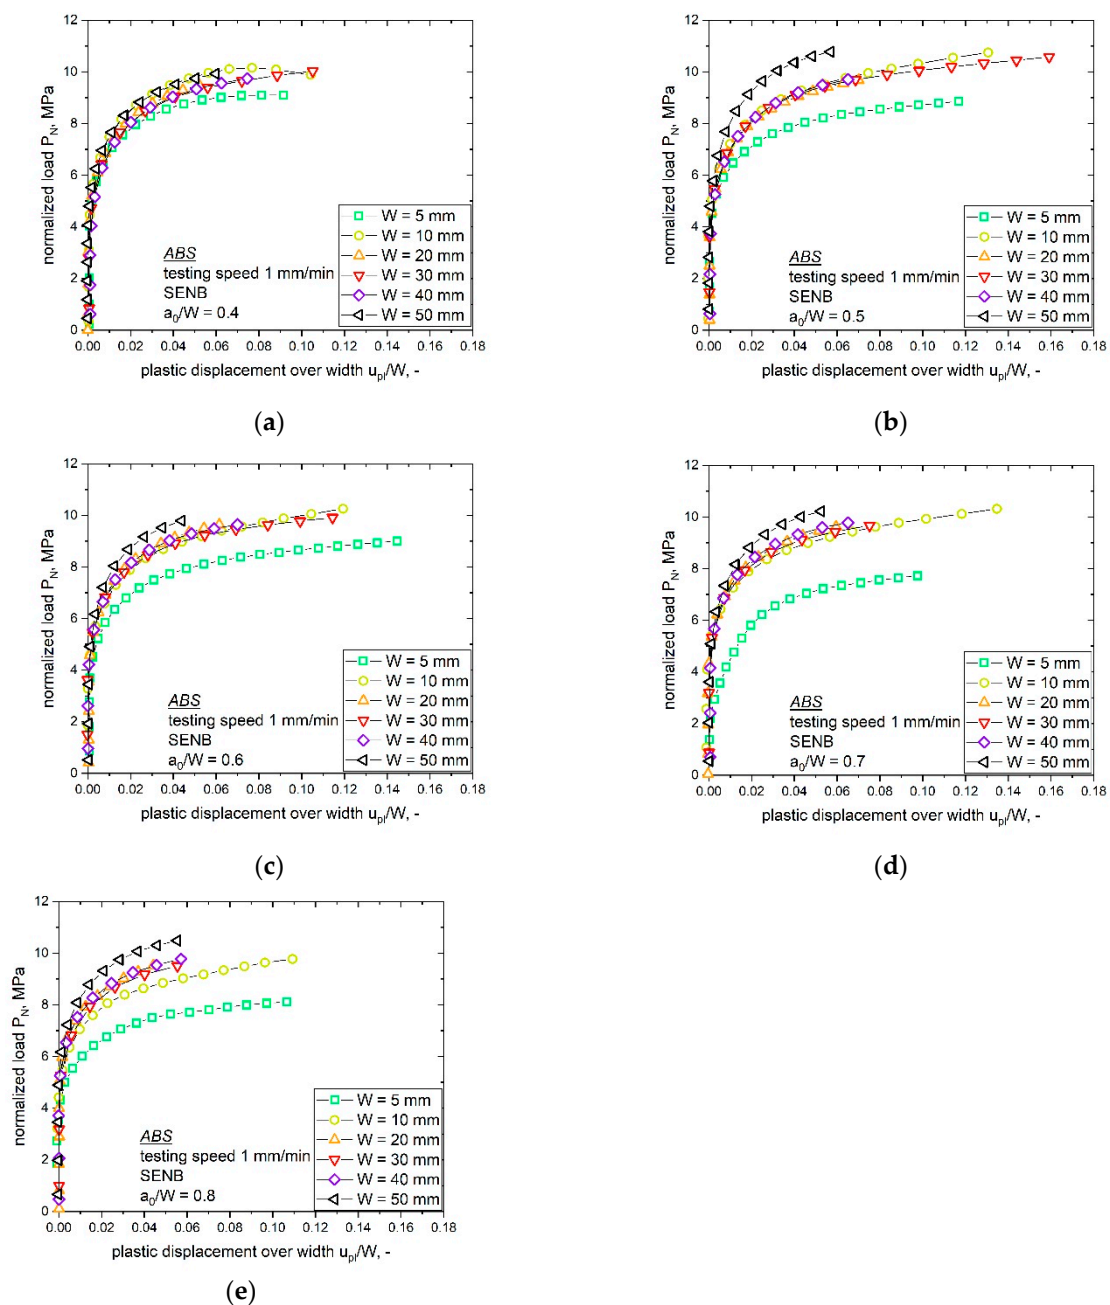 12
10
8
6
4
2
0
normalized load P_N, MPa
ABS
testing speed 1 mm/min
SENB
a_0/W = 0.4
W = 5 mm
W = 10 mm
W = 20 mm
W = 30 mm
W = 40 mm
W = 50 mm
0.00 0.02 0.04 0.06 0.08 0.10 0.12 0.14 0.16 0.18
plastic displacement over width u_pl/W, -
(a)
12
10
8
6
4
2
0
normalized load P_N, MPa
ABS
testing speed 1 mm/min
SENB
a_0/W = 0.5
W = 5 mm
W = 10 mm
W = 20 mm
W = 30 mm
W = 40 mm
W = 50 mm
0.00 0.02 0.04 0.06 0.08 0.10 0.12 0.14 0.16 0.18
plastic displacement over width u_pl/W, -
(b)
12
10
8
6
4
2
0
normalized load P_N, MPa
ABS
testing speed 1 mm/min
SENB
a_0/W = 0.6
W = 5 mm
W = 10 mm
W = 20 mm
W = 30 mm
W = 40 mm
W = 50 mm
0.00 0.02 0.04 0.06 0.08 0.10 0.12 0.14 0.16 0.18
plastic displacement over width u_pl/W, -
(c)
12
10
8
6
4
2
0
normalized load P_N, MPa
ABS
testing speed 1 mm/min
SENB
a_0/W = 0.7
W = 5 mm
W = 10 mm
W = 20 mm
W = 30 mm
W = 40 mm
W = 50 mm
0.00 0.02 0.04 0.06 0.08 0.10 0.12 0.14 0.16 0.18
plastic displacement over width u_pl/W, -
(d)
12
10
8
6
4
2
0
normalized load P_N, MPa
ABS
testing speed 1 mm/min
SENB
a_0/W = 0.8
W = 5 mm
W = 10 mm
W = 20 mm
W = 30 mm
W = 40 mm
W = 50 mm
0.00 0.02 0.04 0.06 0.08 0.10 0.12 0.14 0.16 0.18
plastic displacement over width u_pl/W, -
(e)